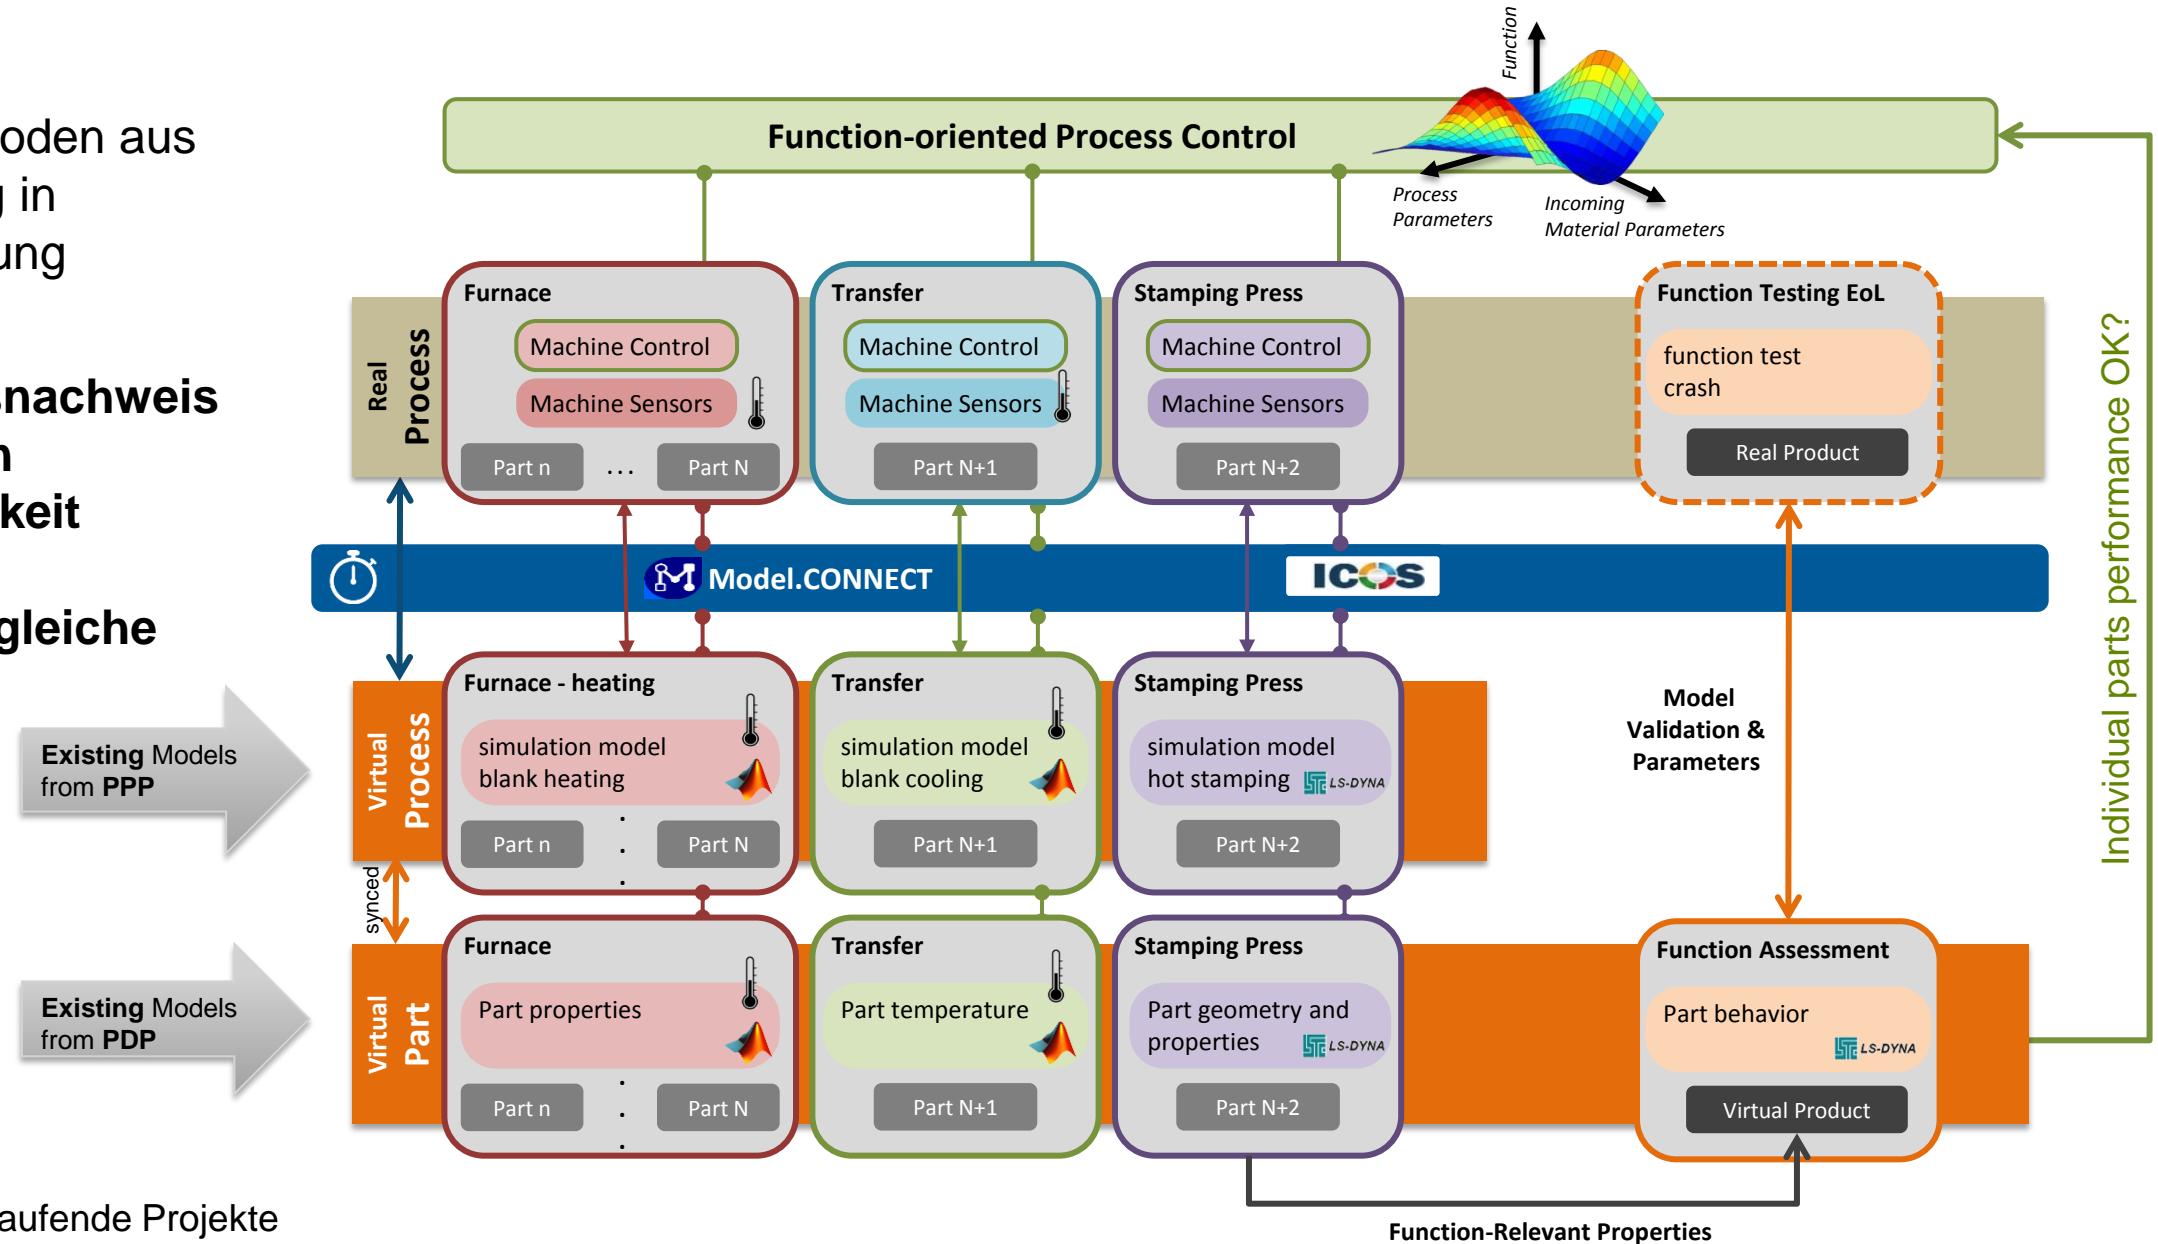 oden aus
g in
ung
snachweis
n
keit
gleiche
Existing Models
from PPP
Existing Models
from PDP
aufende Projekte
Function-oriented Process Control
Function
Process
Parameters
Incoming
Material Parameters
Real
Process
Furnace
Machine Control
Machine Sensors
Part n
...
Part N
Transfer
Machine Control
Machine Sensors
Part N+1
Stamping Press
Machine Control
Machine Sensors
Part N+2
Function Testing EoL
function test
crash
Real Product
Model.CONNECT
ICOS
Virtual
Process
Furnace - heating
simulation model
blank heating
Part n
.
.
.
Part N
Transfer
simulation model
blank cooling
Part N+1
Stamping Press
simulation model
hot stamping
LS-DYNA
Part N+2
Model
Validation &
Parameters
synced
Virtual
Part
Furnace
Part properties
Part n
.
.
.
Part N
Transfer
Part temperature
Part N+1
Stamping Press
Part geometry and
properties
LS-DYNA
Part N+2
Function Assessment
Part behavior
LS-DYNA
Virtual Product
Function-Relevant Properties
Individual parts performance OK?